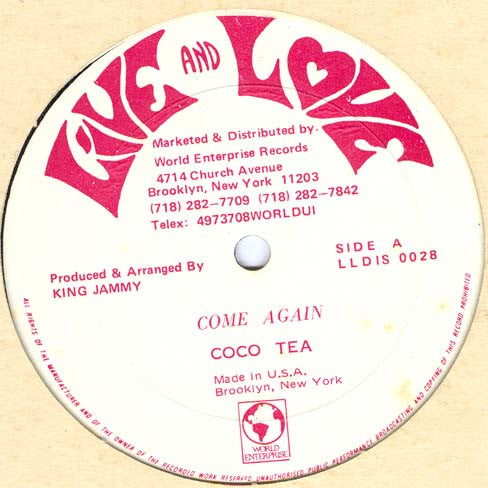 LIVE AND LOVE
Marketed & Distributed by.
World Enterprise Records
4714 Church Avenue
Brooklyn, New York 11203
(718) 282-7709 (718) 282-7842
Telex: 4973708WORLDUI
Produced & Arranged By
KING JAMMY
SIDE A
LLDIS 0028
COME AGAIN
COCO TEA
Made in U.S.A.
Brooklyn, New York
WORLD
ENTERPRISE
ALL RIGHTS OF THE MANUFACTURER AND OF THE OWNER OF THE RECORDED WORK RESERVED UNAUTHORISED PUBLIC PERFORMANCE BROADCASTING AND COPYING OF THIS RECORD PROHIBITED